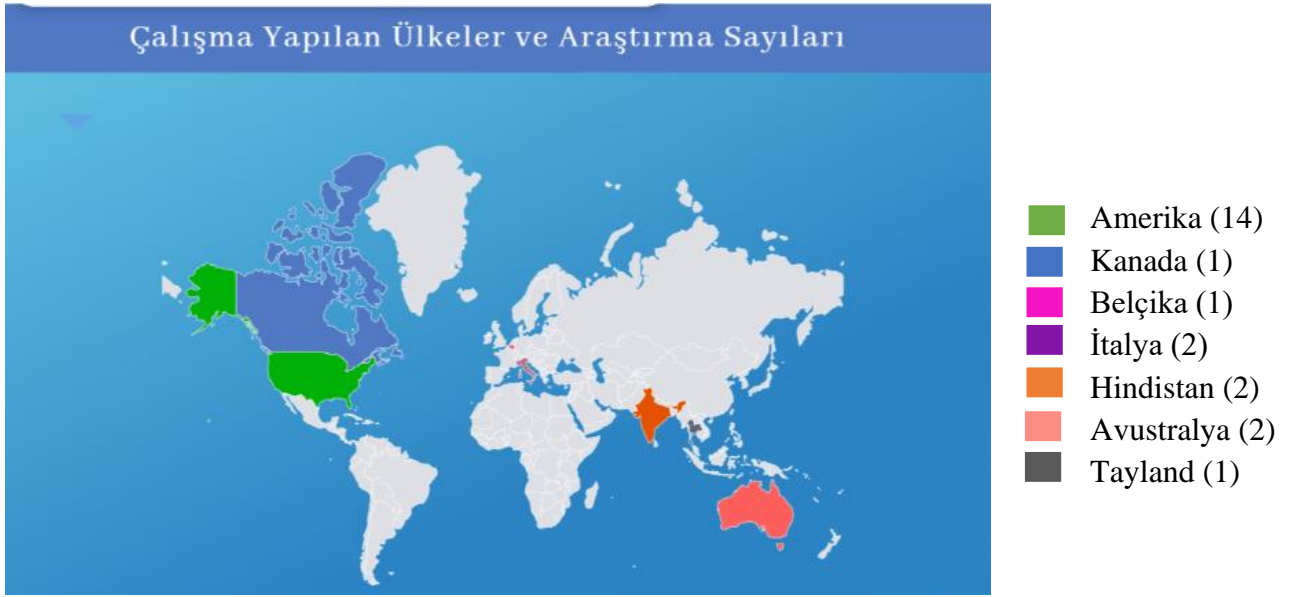 Çalışma Yapılan Ülkeler ve Araştırma Sayıları
Amerika (14)
Kanada (1)
Belçika (1)
İtalya (2)
Hindistan (2)
Avustralya (2)
Tayland (1)